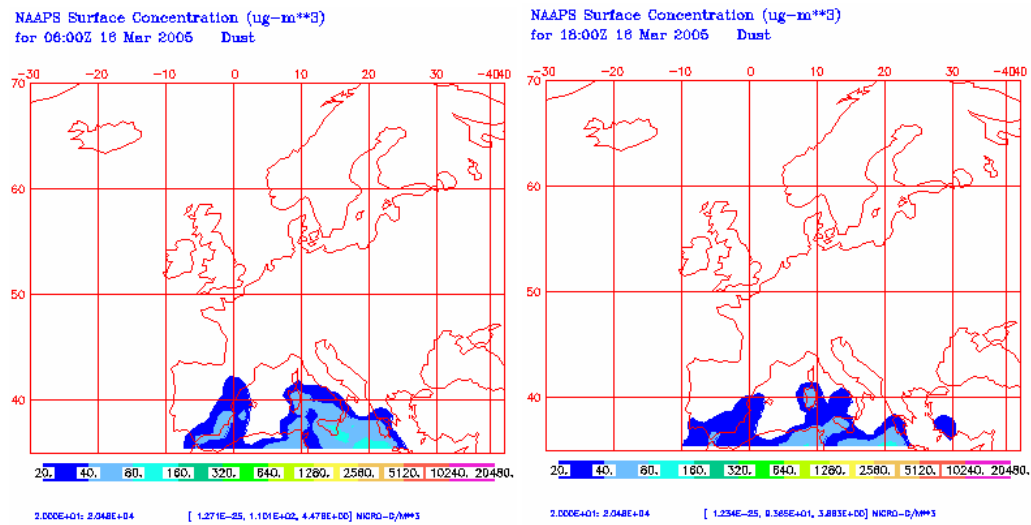 NAAPS Surface Concentration (ug-m**3)
for 06:00Z 16 Mar 2005 Dust
-30 -20 -10 0 10 20 30 -4040
70
60
50
40
20. 40. 80. 160. 320. 640. 1280. 2560. 5120. 10240. 20480.
2.000E+01: 2.048E+04 [ 1.271E-25, 1.101E+02, 4.478E+00] MICRO-G/M**3
NAAPS Surface Concentration (ug-m**3)
for 18:00Z 16 Mar 2005 Dust
-30 -20 -10 0 10 20 30 -4040
70
60
50
40
20. 40. 80. 160. 320. 640. 1280. 2560. 5120. 10240. 20480.
2.000E+01: 2.048E+04 [ 1.234E-25, 9.365E+01, 3.883E+00] MICRO-G/M**3